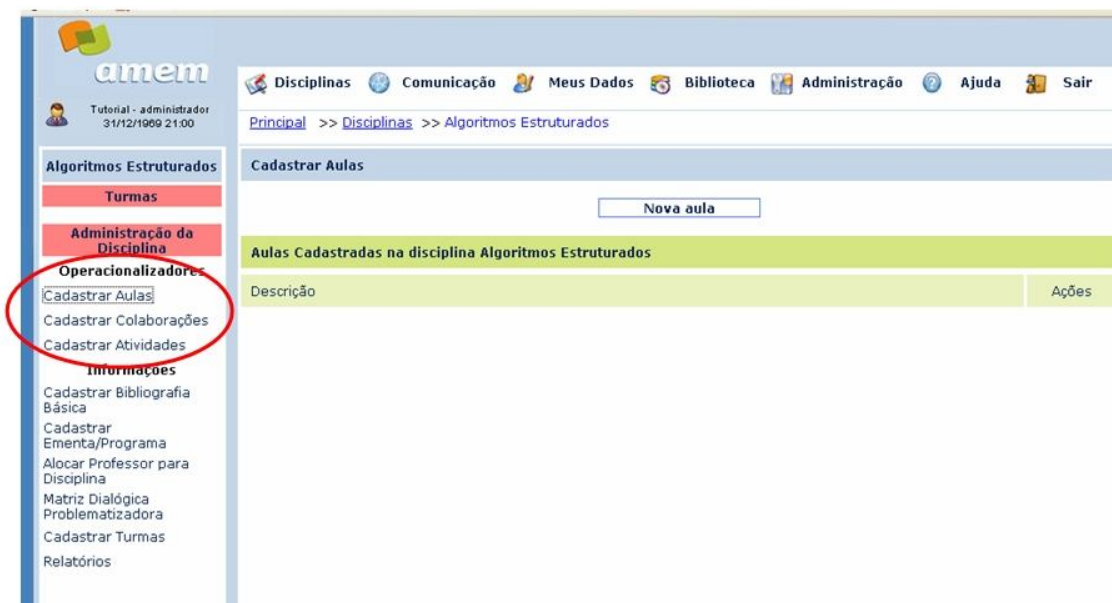 amem
Disciplinas Comunicação Meus Dados Biblioteca Administração Ajuda Sair
Tutorial - administrador
31/12/1969 21:00
Principal >> Disciplinas >> Algoritmos Estruturados
Algoritmos Estruturados
Turmas
Administração da
Disciplina
Operacionalizadores
Cadastrar Aulas
Cadastrar Colaborações
Cadastrar Atividades
Informações
Cadastrar Bibliografia
Básica
Cadastrar
Ementa/Programa
Alocar Professor para
Disciplina
Matriz Dialógica
Problematizadora
Cadastrar Turmas
Relatórios
Cadastrar Aulas
Nova aula
Aulas Cadastradas na disciplina Algoritmos Estruturados
Descrição Ações